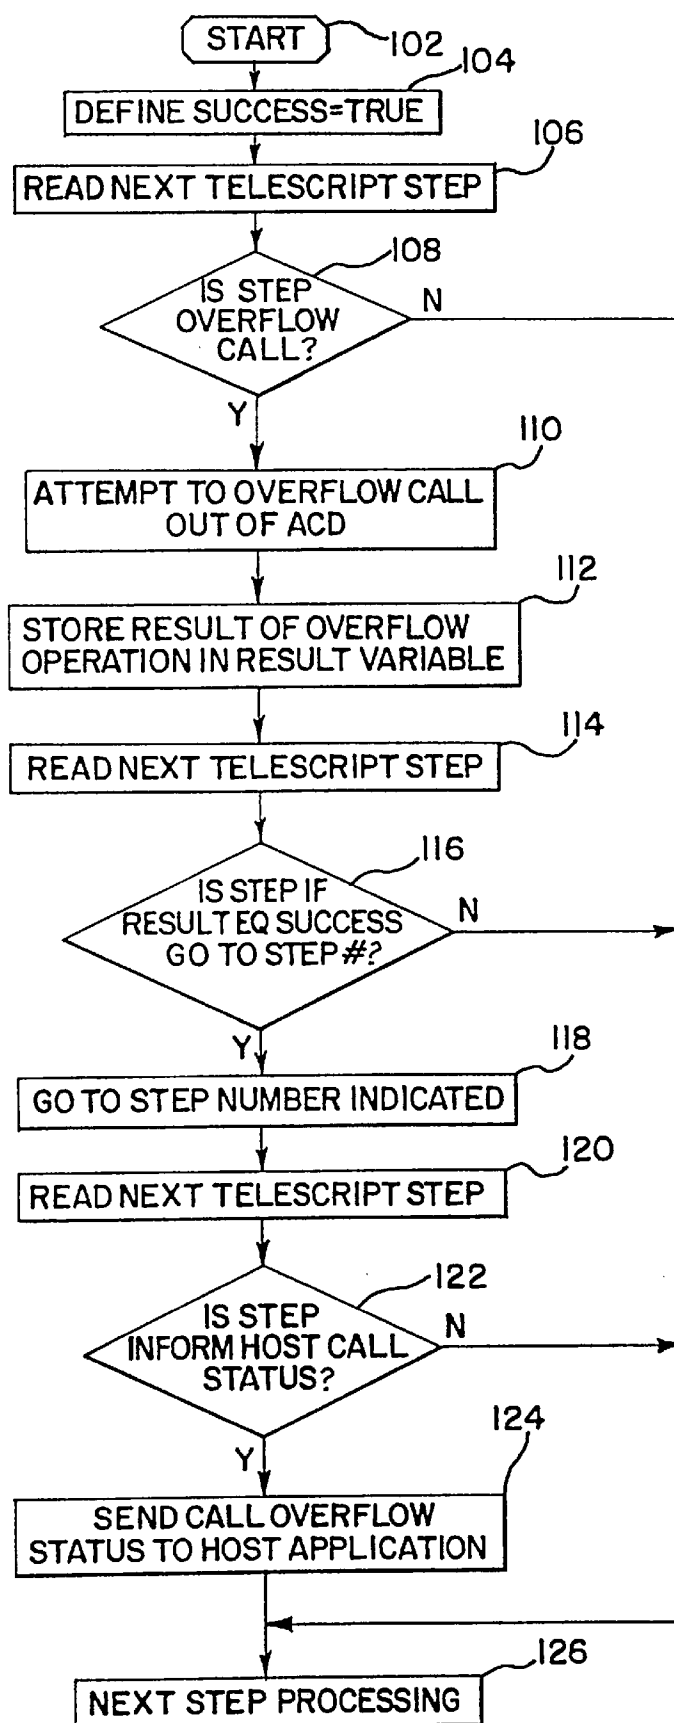 START
102
104
DEFINE SUCCESS=TRUE
106
READ NEXT TELESCRIPT STEP
108
IS STEP
OVERFLOW
CALL?
N
Y
110
ATTEMPT TO OVERFLOW CALL
OUT OF ACD
112
STORE RESULT OF OVERFLOW
OPERATION IN RESULT VARIABLE
114
READ NEXT TELESCRIPT STEP
116
IS STEP IF
RESULT EQ SUCCESS
GO TO STEP #?
N
Y
118
GO TO STEP NUMBER INDICATED
120
READ NEXT TELESCRIPT STEP
122
IS STEP
INFORM HOST CALL
STATUS?
N
Y
124
SEND CALL OVERFLOW
STATUS TO HOST APPLICATION
126
NEXT STEP PROCESSING